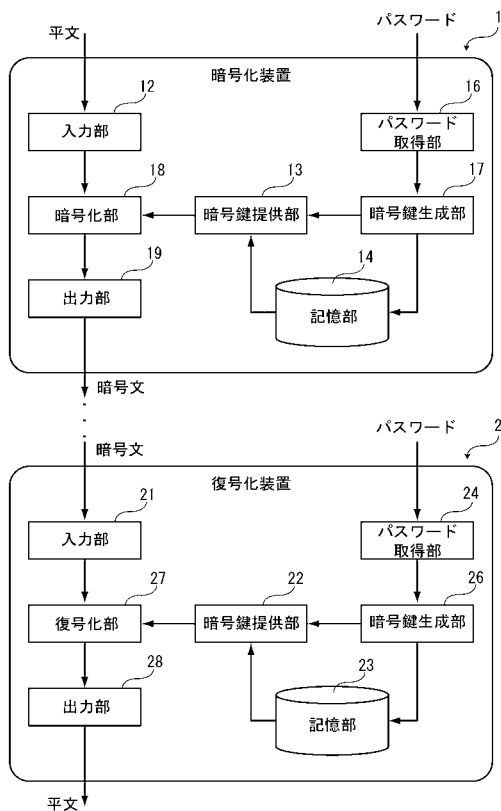 平文
パスワード
1
暗号化装置
12
入力部
16
パスワード
取得部
18
暗号化部
13
暗号鍵提供部
17
暗号鍵生成部
19
出力部
14
記憶部
暗号文
暗号文
パスワード
2
復号化装置
21
入力部
24
パスワード
取得部
27
復号化部
22
暗号鍵提供部
26
暗号鍵生成部
28
出力部
23
記憶部
平文